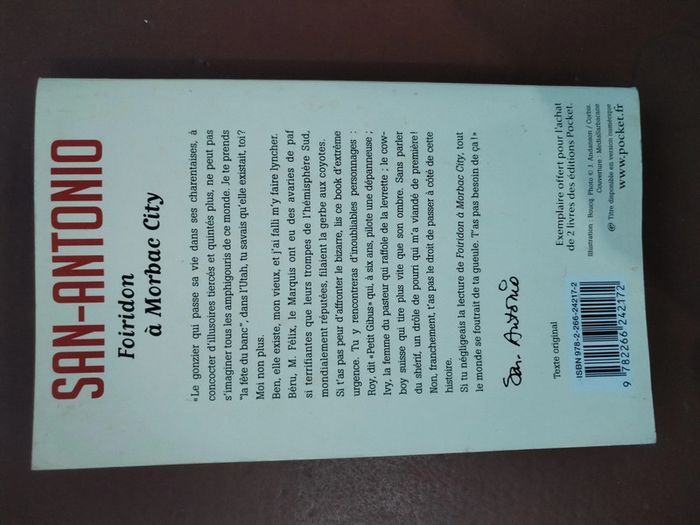 SAN-ANTONIO
Foiridon
à Morbac City
«Le gonzier qui passe sa vie dans ses charentaises, à
concocter d'illusoires tiercés et quintés plus, ne peut pas
s'imaginer tous les amphigouris de ce monde. Je te prends
"la fête du banc", dans l'Utah, tu savais qu'elle existait, toi?
Moi non plus.
Ben, elle existe, mon vieux, et j'ai failli m'y faire lyncher.
Béru, M. Félix, le Marquis ont eu des avaries de paf
si terrifiantes que leurs trompes de l'hémisphère Sud,
mondialement réputées, filaient la gerbe aux coyotes.
Si t'as pas peur d'affronter le bizarre, lis ce book d'extrême
urgence. Tu y rencontreras d'inoubliables personnages :
Roy, dit «Petit Gibus» qui, à six ans, pilote une dépanneuse ;
Ivy, la femme du pasteur qui raffole de la levrette ; le cow-
boy suisse qui tire plus vite que son ombre. Sans parler
du shérif, un drôle de pourri qui m'a viandé de première!
Non, franchement, t'as pas le droit de passer à côté de cette
histoire.
Si tu négligeais la lecture de Foiridon à Morbac City, tout
le monde se foutrait de ta gueule. T'as pas besoin de ça!»
San-Antonio
Texte original
ISBN 978-2-266-24217-2
9 782266 242172
Exemplaire offert pour l'achat
de 2 livres des éditions Pocket.
Illustration : Boucq. Photo © J. Andanson / Corbis.
Couverture : MediaSarbacane
Titre disponible en version numérique
www.pocket.fr